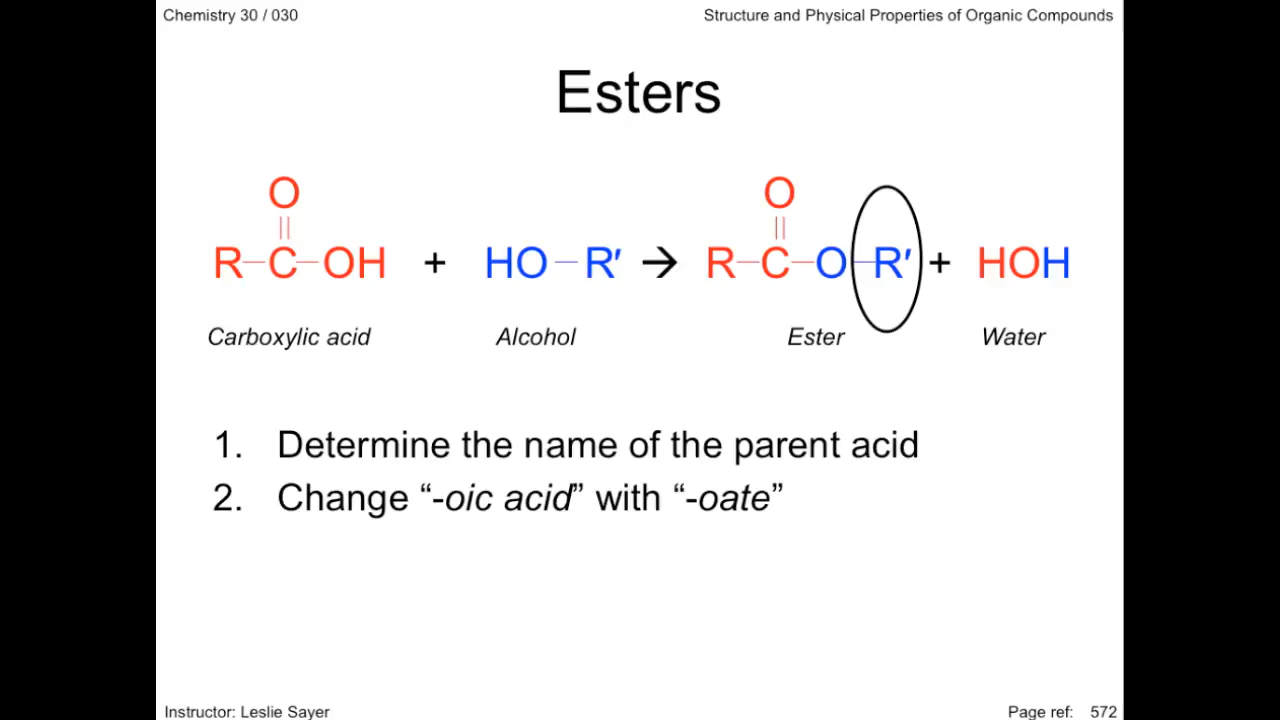 Chemistry 30 / 030
Structure and Physical Properties of Organic Compounds
Esters
O O
R–C–OH + HO–R′ → R–C–O–R′ + HOH
Carboxylic acid Alcohol Ester Water
1. Determine the name of the parent acid
2. Change “-oic acid” with “-oate”
Instructor: Leslie Sayer
Page ref: 572